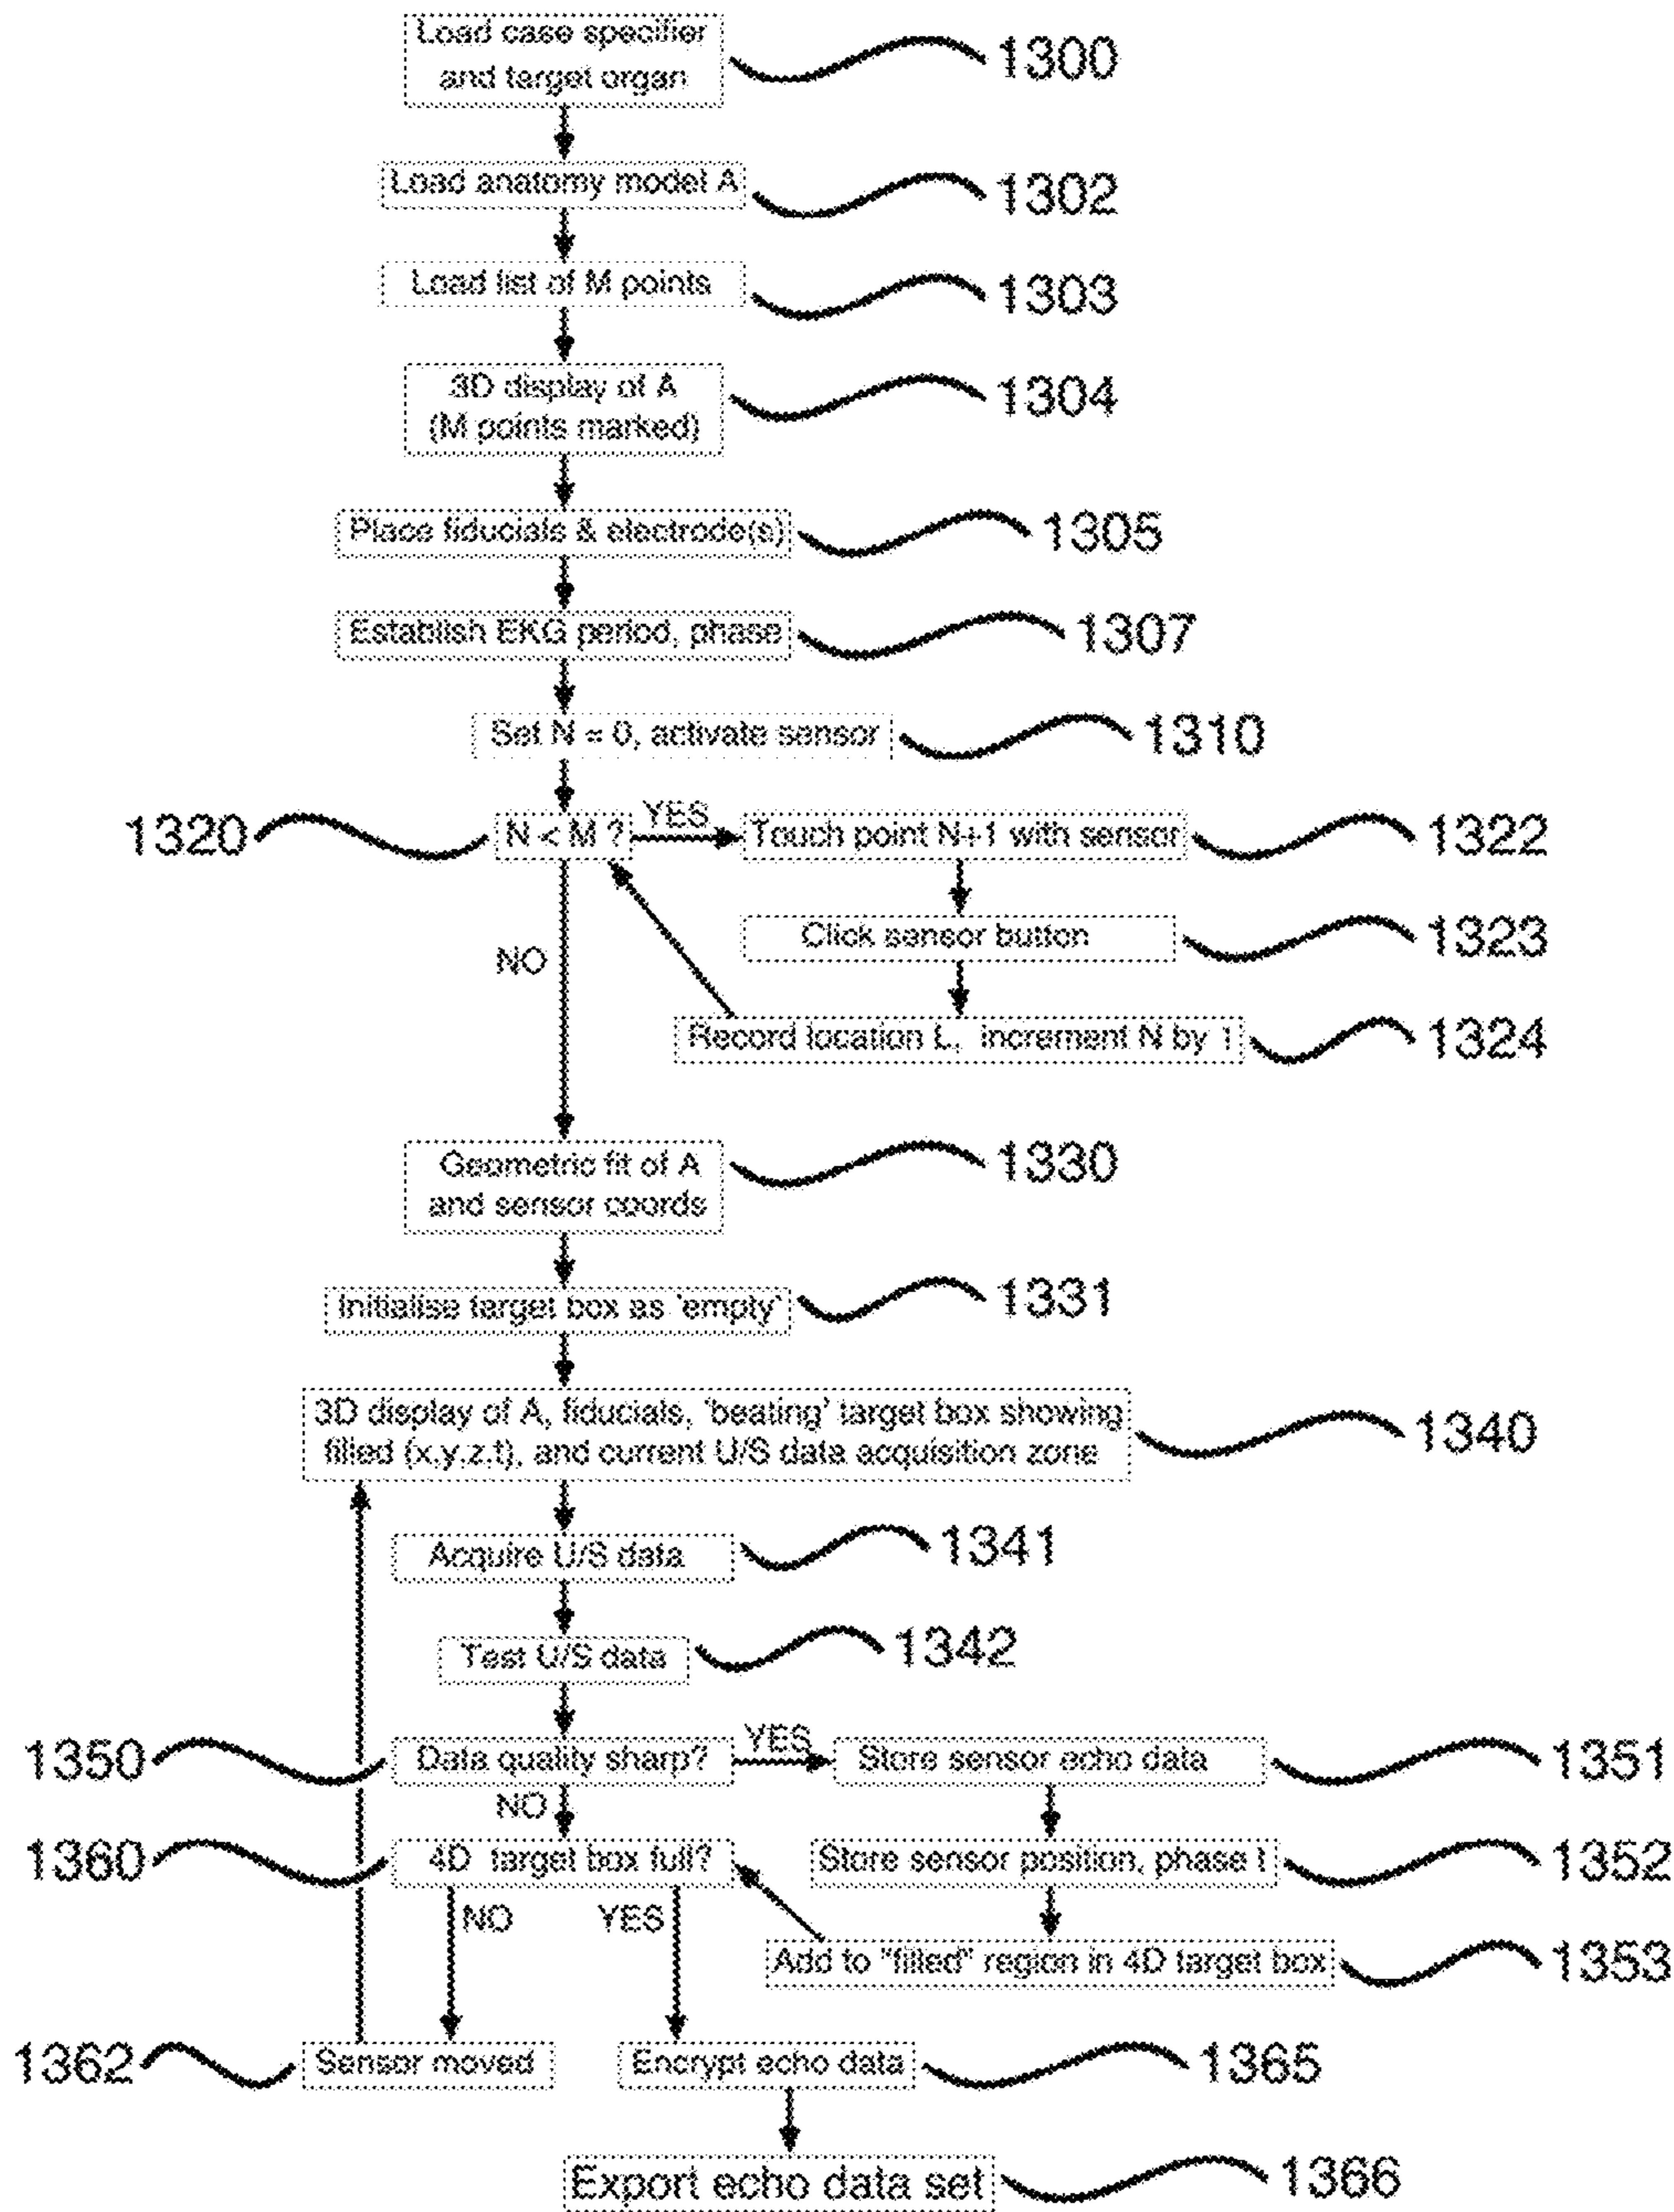 Load case specifier
and target organ
1300
Load anatomy model A
1302
Load list of M points
1303
3D display of A
(M points marked)
1304
Place fiducials & electrode(s)
1305
Establish EKG period, phase
1307
Set N = 0, activate sensor
1310
1320
N < M ?
YES
Touch point N+1 with sensor
1322
Click sensor button
1323
NO
Record location L, increment N by 1
1324
Geometric fit of A
and sensor coords
1330
Initialise target box as 'empty'
1331
3D display of A, fiducials, 'beating' target box showing
filled (x,y,z,t), and current U/S data acquisition zone
1340
Acquire U/S data
1341
Test U/S data
1342
1350
Data quality sharp?
YES
Store sensor echo data
1351
NO
1360
4D target box full?
Store sensor position, phase t
1352
NO
YES
Add to "filled" region in 4D target box
1353
1362
Sensor moved
Encrypt echo data
1365
Export echo data set
1366